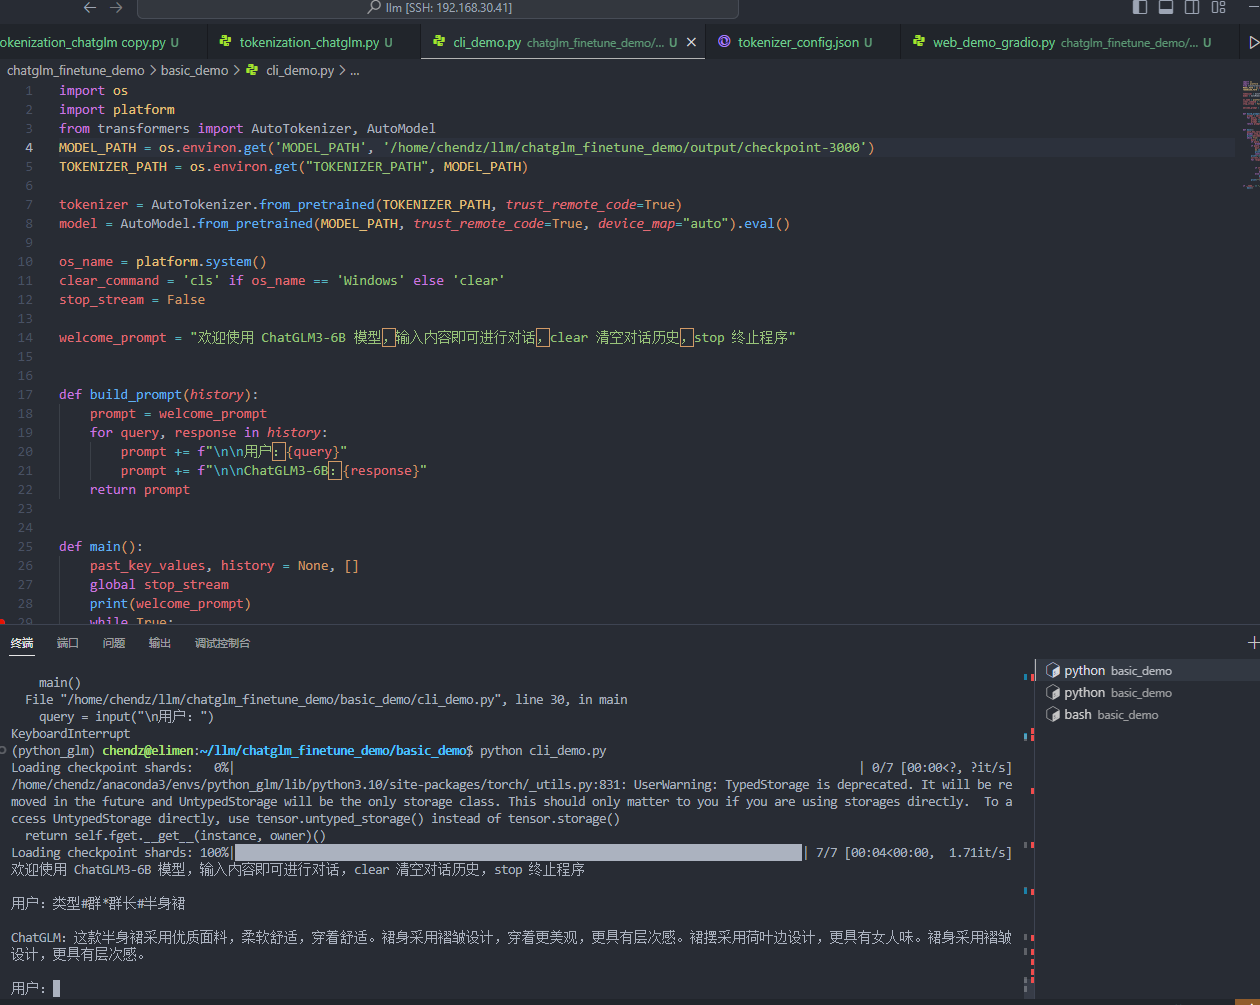 llm [SSH: 192.168.30.41]
okenization_chatglm copy.py U
tokenization_chatglm.py U
cli_demo.py chatglm_finetune_demo/... U
tokenizer_config.json U
web_demo_gradio.py chatglm_finetune_demo/... U
chatglm_finetune_demo > basic_demo > cli_demo.py > ...
1 import os
2 import platform
3 from transformers import AutoTokenizer, AutoModel
4 MODEL_PATH = os.environ.get('MODEL_PATH', '/home/chendz/llm/chatglm_finetune_demo/output/checkpoint-3000')
5 TOKENIZER_PATH = os.environ.get("TOKENIZER_PATH", MODEL_PATH)
6
7 tokenizer = AutoTokenizer.from_pretrained(TOKENIZER_PATH, trust_remote_code=True)
8 model = AutoModel.from_pretrained(MODEL_PATH, trust_remote_code=True, device_map="auto").eval()
9
10 os_name = platform.system()
11 clear_command = 'cls' if os_name == 'Windows' else 'clear'
12 stop_stream = False
13
14 welcome_prompt = "欢迎使用 ChatGLM3-6B 模型，输入内容即可进行对话，clear 清空对话历史，stop 终止程序"
15
16
17 def build_prompt(history):
18 prompt = welcome_prompt
19 for query, response in history:
20 prompt += f"\n\n用户：{query}"
21 prompt += f"\n\nChatGLM3-6B：{response}"
22 return prompt
23
24
25 def main():
26 past_key_values, history = None, []
27 global stop_stream
28 print(welcome_prompt)
29 while True:
终端 端口 问题 输出 调试控制台
main()
File "/home/chendz/llm/chatglm_finetune_demo/basic_demo/cli_demo.py", line 30, in main
query = input("\n用户：")
KeyboardInterrupt
(python_glm) chendz@elimen:~/llm/chatglm_finetune_demo/basic_demo$ python cli_demo.py
Loading checkpoint shards:   0%| | 0/7 [00:00<?, ?it/s]
/home/chendz/anaconda3/envs/python_glm/lib/python3.10/site-packages/torch/_utils.py:831: UserWarning: TypedStorage is deprecated. It will be re
moved in the future and UntypedStorage will be the only storage class. This should only matter to you if you are using storages directly.  To a
ccess UntypedStorage directly, use tensor.untyped_storage() instead of tensor.storage()
return self.fget.__get__(instance, owner)()
Loading checkpoint shards: 100%| | 7/7 [00:04<00:00,  1.71it/s]
欢迎使用 ChatGLM3-6B 模型，输入内容即可进行对话，clear 清空对话历史，stop 终止程序
用户：类型#群*群长#半身裙
ChatGLM：这款半身裙采用优质面料，柔软舒适，穿着舒适。裙身采用褶皱设计，穿着更美观，更具有层次感。裙摆采用荷叶边设计，更具有女人味。裙身采用褶皱
设计，更具有层次感。
用户：
python basic_demo
python basic_demo
bash basic_demo